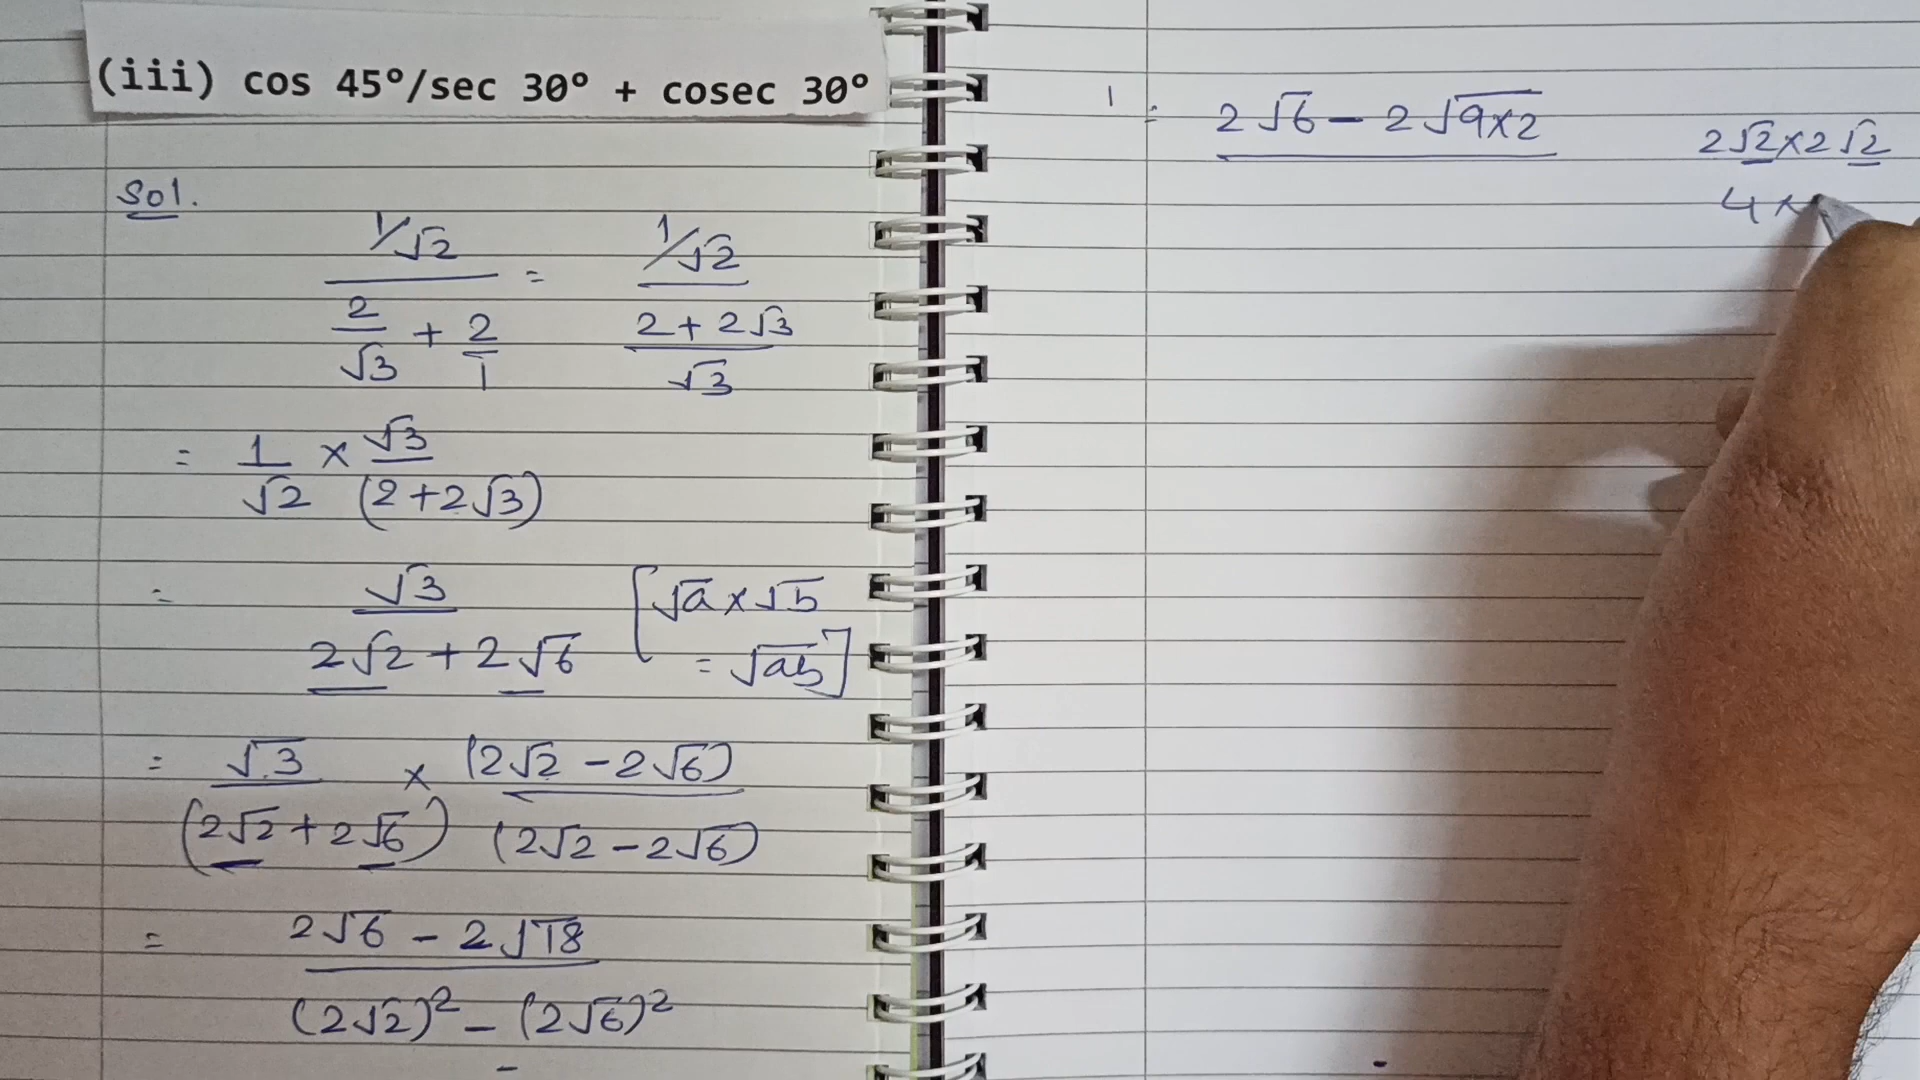 (iii) cos 45°/sec 30° + cosec 30°
Sol.
1/√2 / (2/√3 + 2/1) = 1/√2 / ((2+2√3)/√3)
= 1/√2 × √3/(2+2√3)
= √3/(2√2+2√6) [√a×√b
= √ab]
= √3/(2√2+2√6) × (2√2-2√6)/(2√2-2√6)
= (2√6-2√18)/((2√2)²-(2√6)²)
= 2√6-2√9×2
2√2×2√2
4×